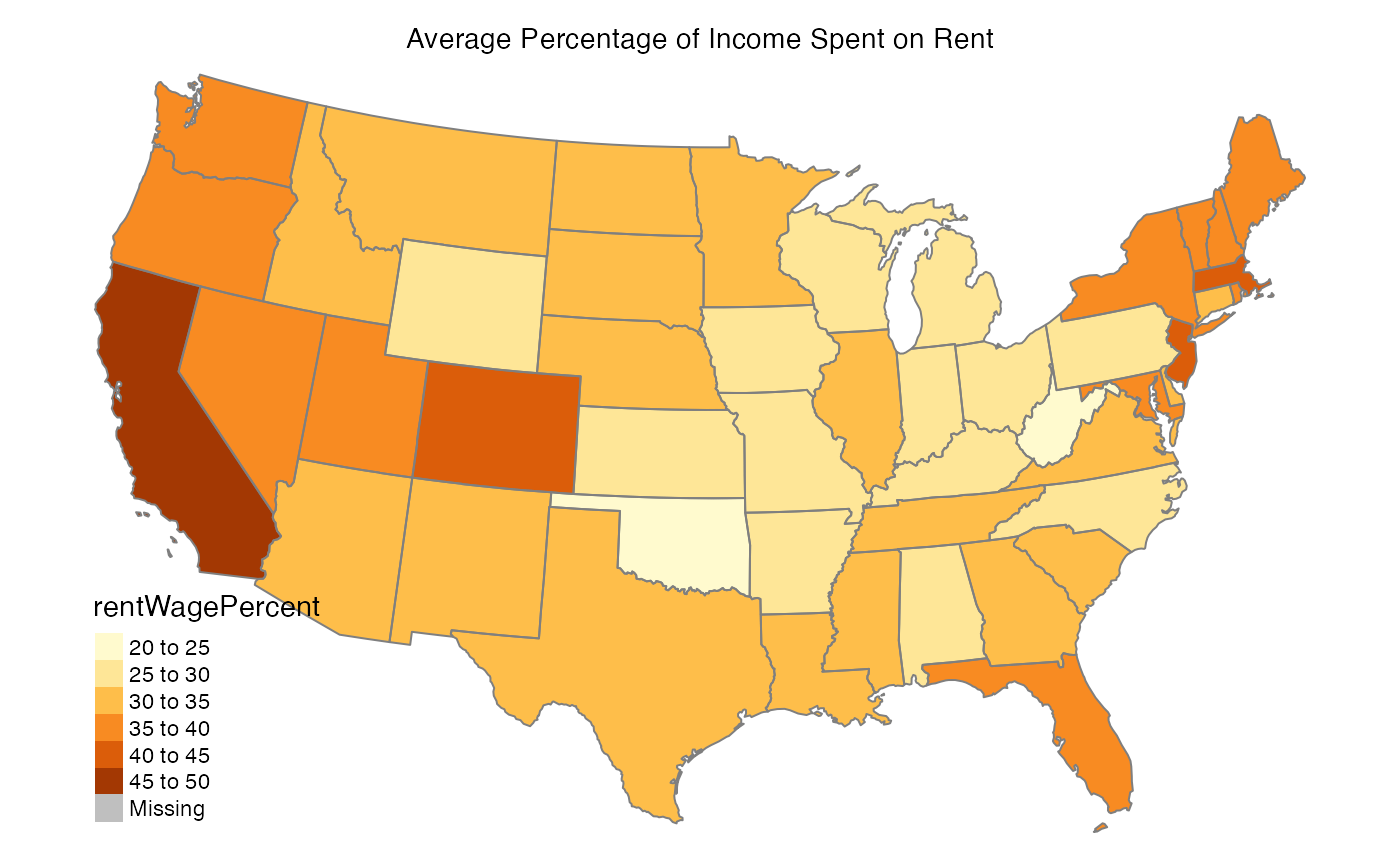 Average Percentage of Income Spent on Rent
rentWagePercent
20 to 25
25 to 30
30 to 35
35 to 40
40 to 45
45 to 50
Missing